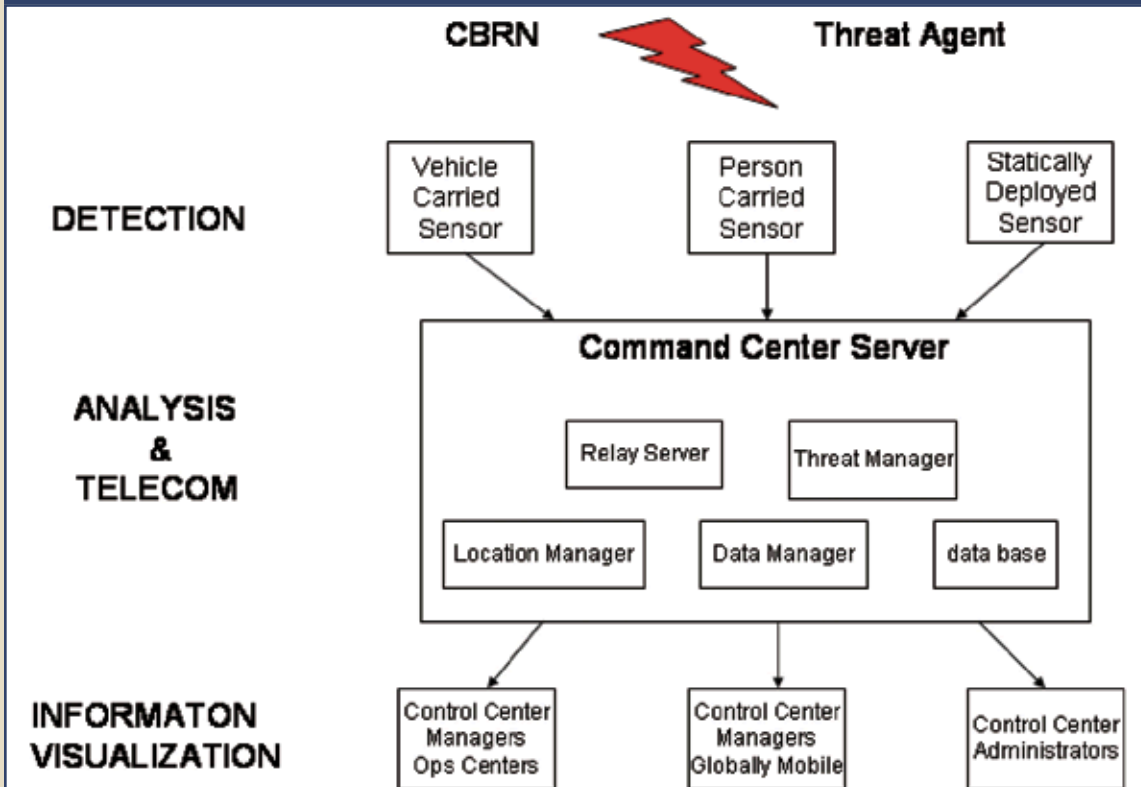 CBRN Threat Agent
DETECTION
Vehicle
Carried
Sensor
Person
Carried
Sensor
Statically
Deployed
Sensor
ANALYSIS
&
TELECOM
Command Center Server
Relay Server
Threat Manager
Location Manager
Data Manager
data base
INFORMATON
VISUALIZATION
Control Center
Managers
Ops Centers
Control Center
Managers
Globally Mobile
Control Center
Administrators